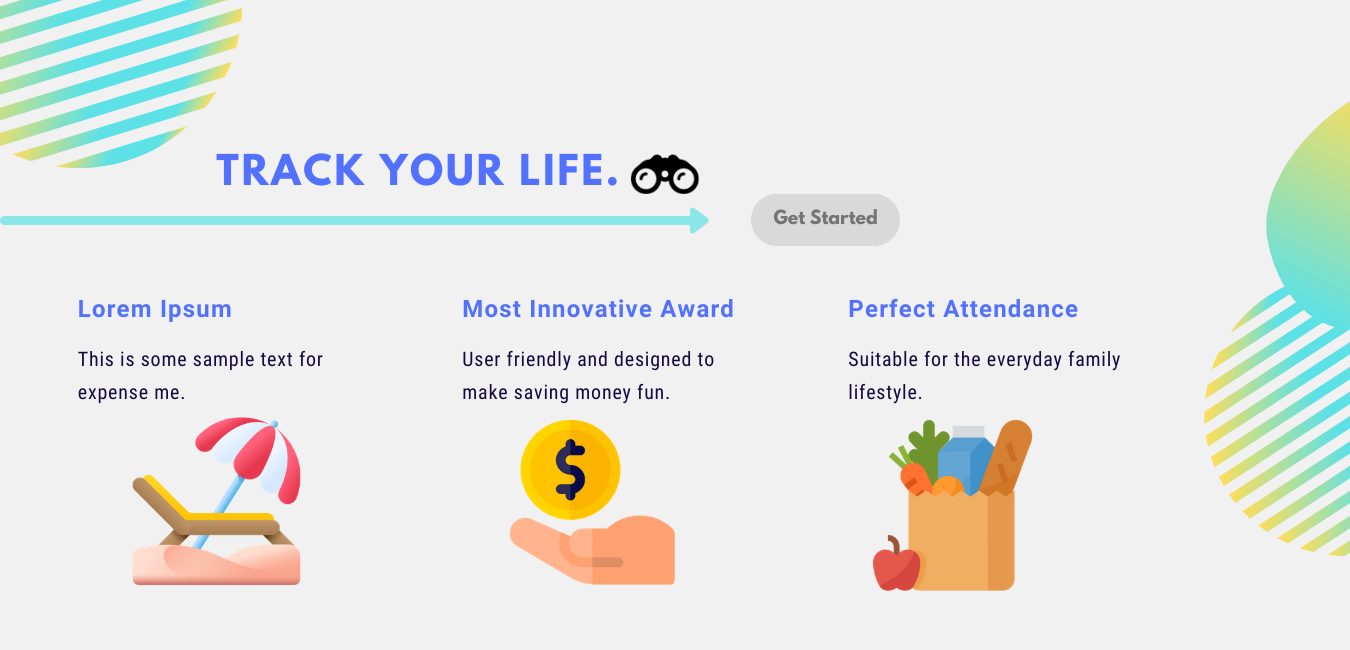 TRACK YOUR LIFE.
Get Started
Lorem Ipsum
This is some sample text for
expense me.
Most Innovative Award
User friendly and designed to
make saving money fun.
Perfect Attendance
Suitable for the everyday family
lifestyle.
$